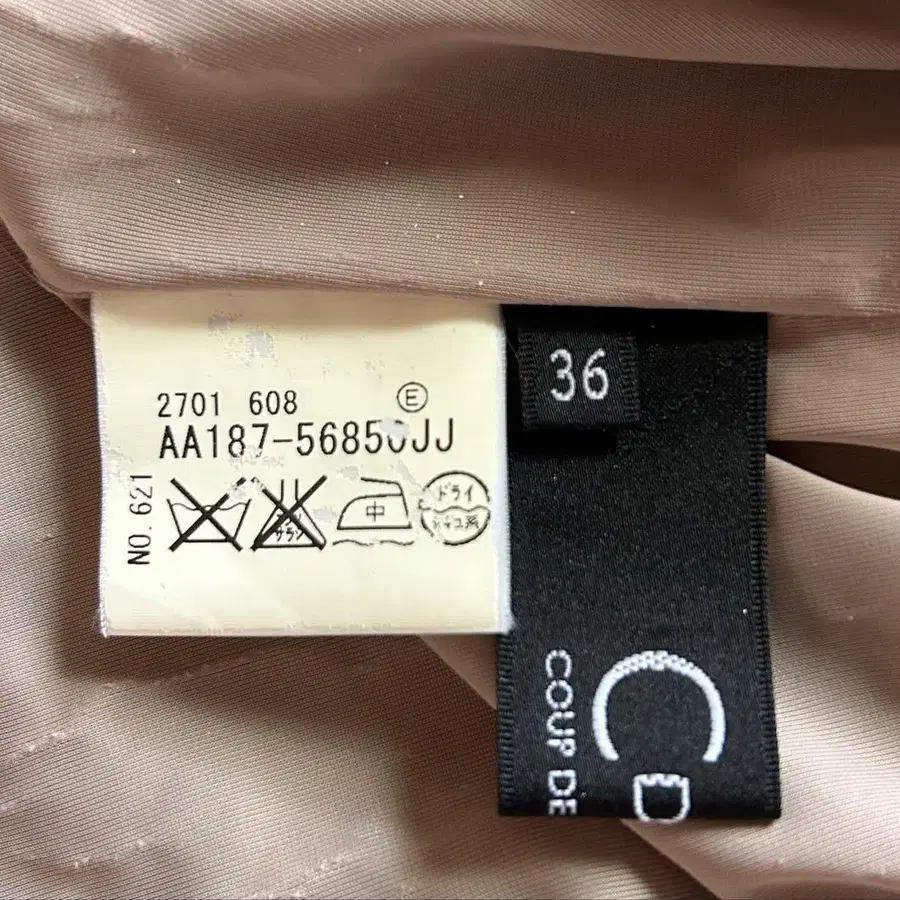 2701 608 Ⓔ
AA187-56850JJ
NO. 621
サラシ
中
ドライ
セキユ系
36
CD
COUP DE